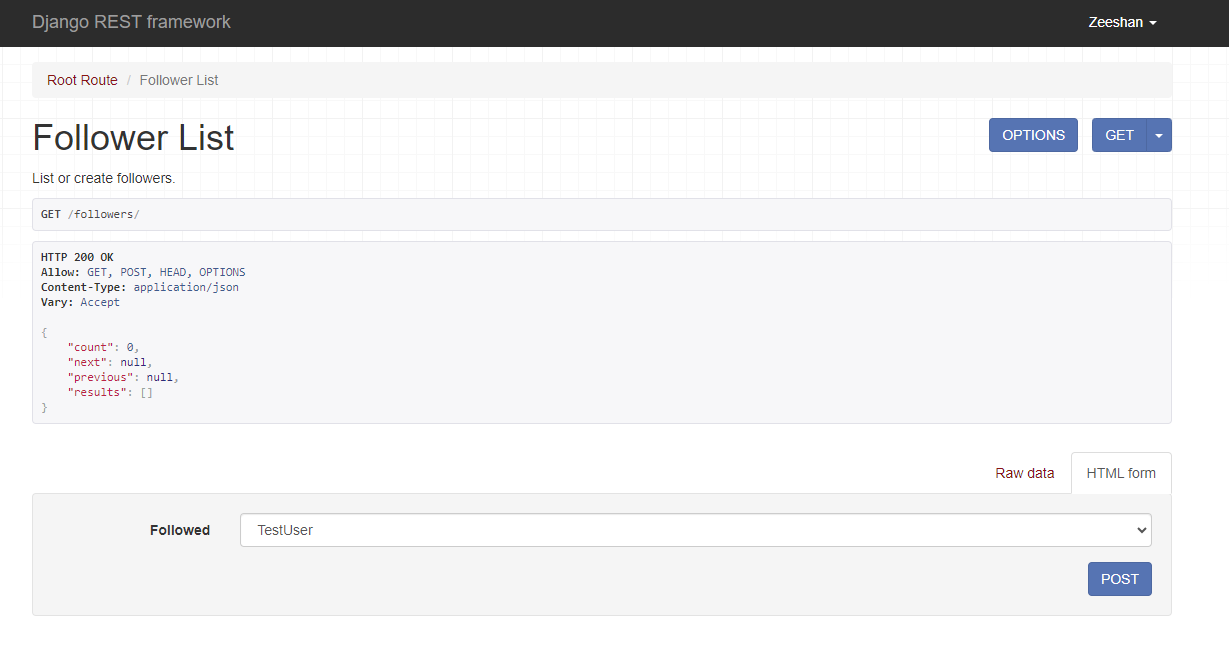 Django REST framework
Zeeshan
Root Route / Follower List
Follower List
OPTIONS
GET
List or create followers.
GET /followers/
HTTP 200 OK
Allow: GET, POST, HEAD, OPTIONS
Content-Type: application/json
Vary: Accept
{
    "count": 0,
    "next": null,
    "previous": null,
    "results": []
}
Raw data
HTML form
Followed
TestUser
POST